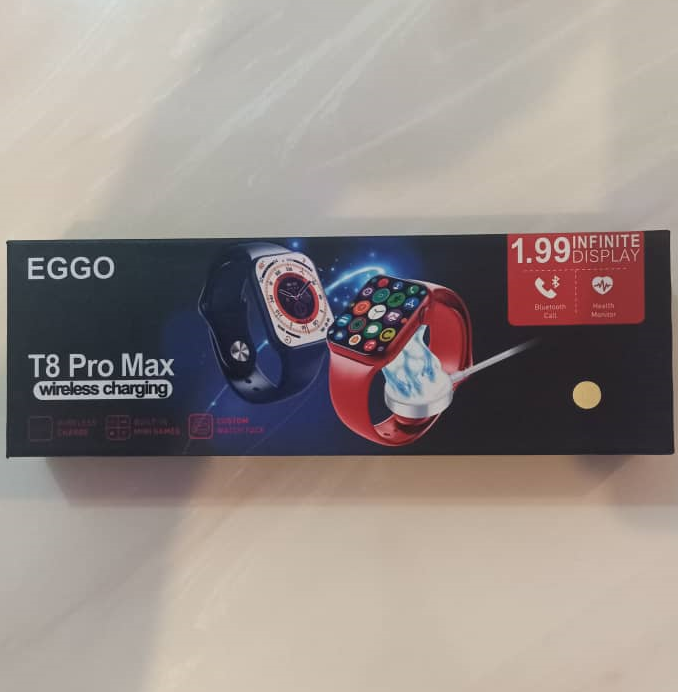 EGGO
1.99 INFINITE
DISPLAY
Bluetooth
Call
Health
Monitor
T8 Pro Max
wireless charging
WIRELESS
CHARGE
BUILT-IN
MINI GAMES
CUSTOM
WATCH FACE